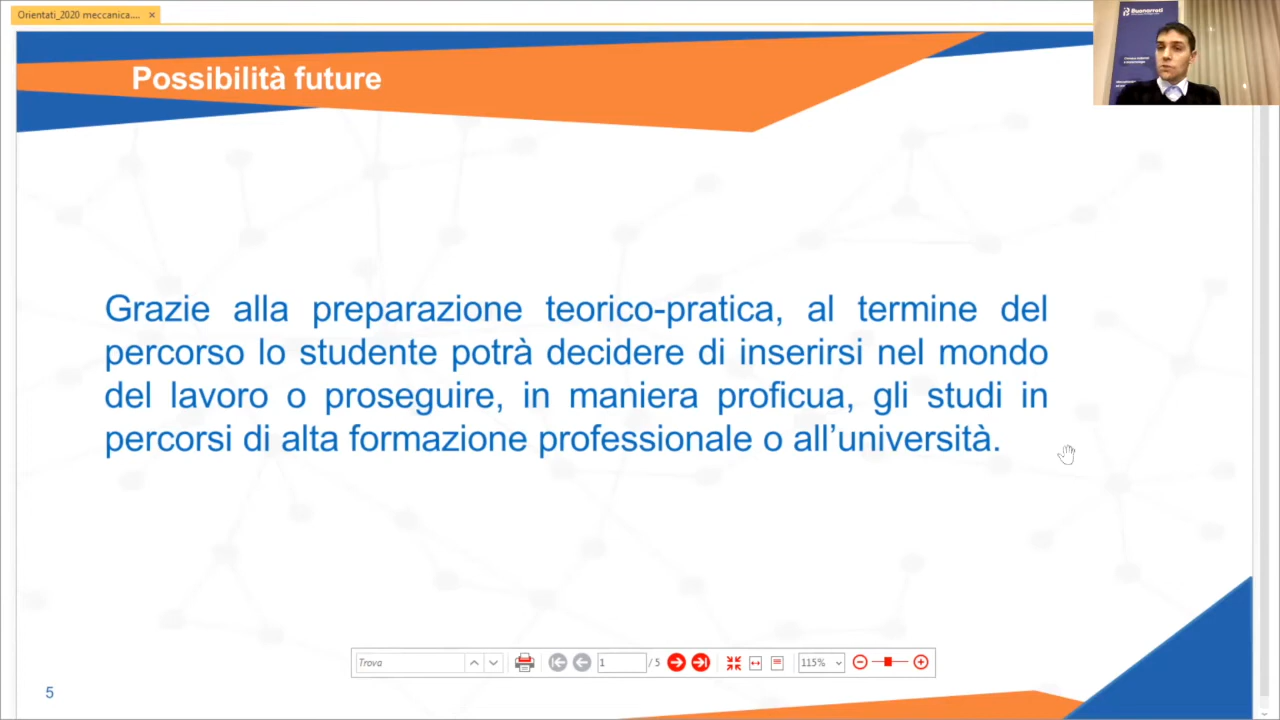 Orientati_2020 meccanica....
Buonarroti
Possibilità future
Grazie alla preparazione teorico-pratica, al termine del
percorso lo studente potrà decidere di inserirsi nel mondo
del lavoro o proseguire, in maniera proficua, gli studi in
percorsi di alta formazione professionale o all’università.
Trova
1
/ 5
115%
5